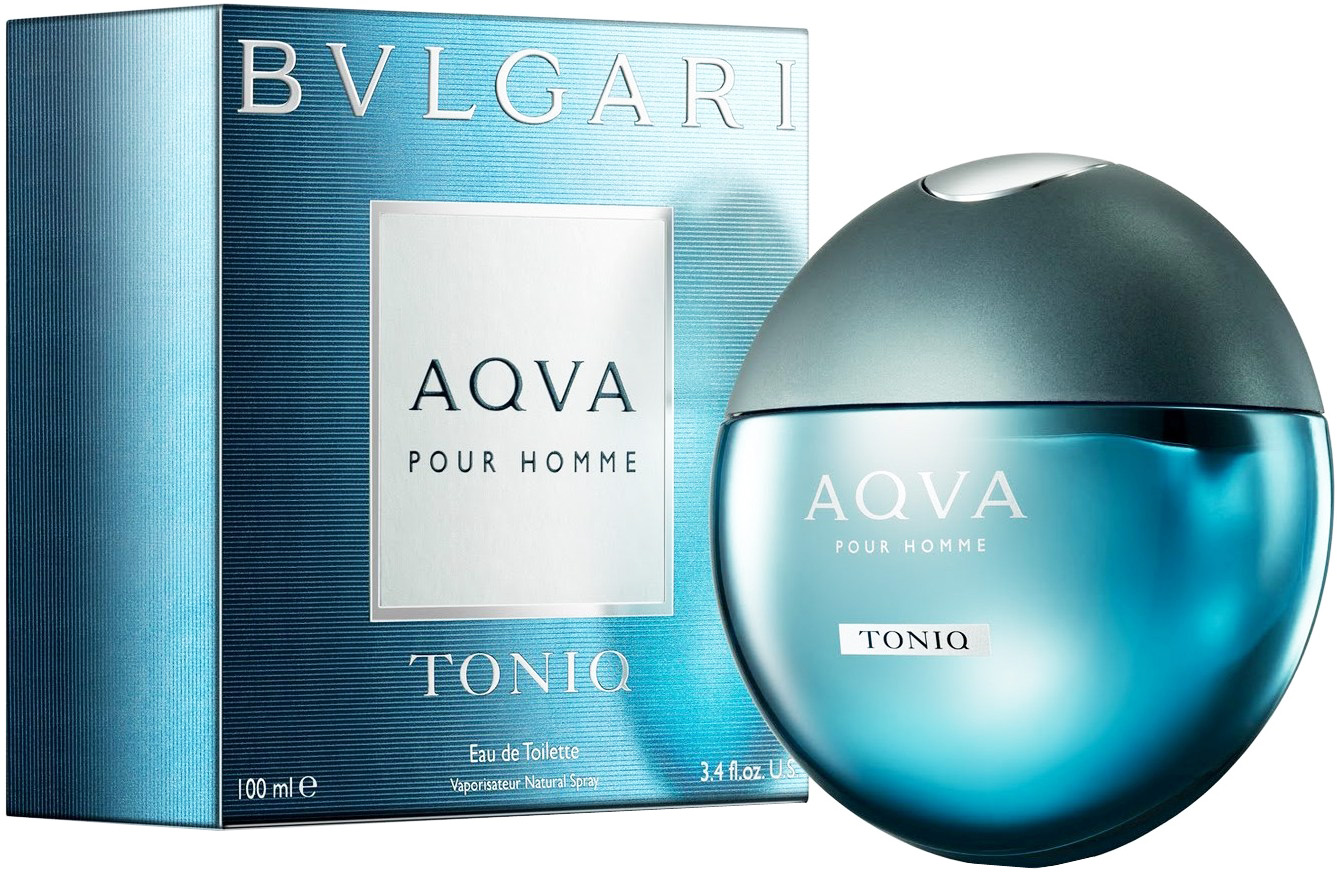 BVLGARI
AQVA
POUR HOMME
TONIQ
Eau de Toilette
Vaporisateur Natural Spray
100 ml ℮
3.4 fl.oz. U.S.
AQVA
POUR HOMME
TONIQ